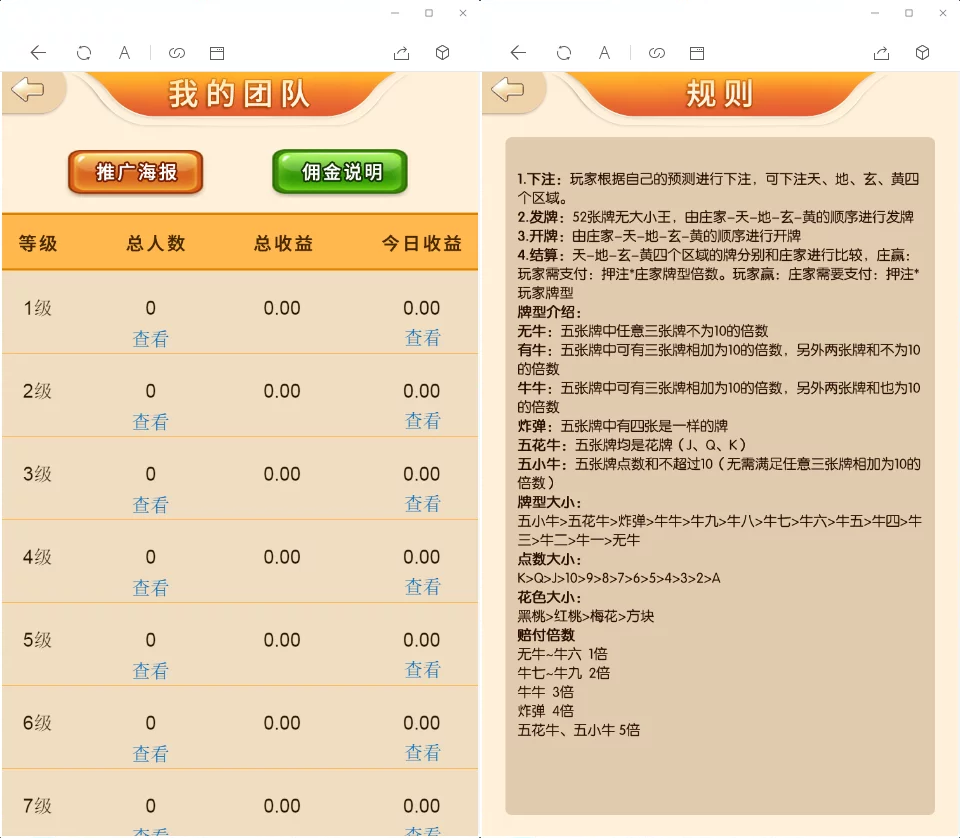 我的团队
推广海报
佣金说明
等级 总人数 总收益 今日收益
1级 0 0.00 0.00
查看 查看
2级 0 0.00 0.00
查看 查看
3级 0 0.00 0.00
查看 查看
4级 0 0.00 0.00
查看 查看
5级 0 0.00 0.00
查看 查看
6级 0 0.00 0.00
查看 查看
7级 0 0.00 0.00
查看 查看
规则
1.下注：玩家根据自己的预测进行下注，可下注天、地、玄、黄四
个区域。
2.发牌：52张牌无大小王，由庄家-天-地-玄-黄的顺序进行发牌
3.开牌：由庄家-天-地-玄-黄的顺序进行开牌
4.结算：天-地-玄-黄四个区域的牌分别和庄家进行比较，庄赢：
玩家需支付：押注*庄家牌型倍数。玩家赢：庄家需要支付：押注*
玩家牌型
牌型介绍：
无牛：五张牌中任意三张牌不为10的倍数
有牛：五张牌中可有三张牌相加为10的倍数，另外两张牌和不为10
的倍数
牛牛：五张牌中可有三张牌相加为10的倍数，另外两张牌和也为10
的倍数
炸弹：五张牌中有四张是一样的牌
五花牛：五张牌均是花牌（J、Q、K）
五小牛：五张牌点数和不超过10（无需满足任意三张牌相加为10的
倍数）
牌型大小：
五小牛>五花牛>炸弹>牛牛>牛九>牛八>牛七>牛六>牛五>牛四>牛
三>牛二>牛一>无牛
点数大小：
K>Q>J>10>9>8>7>6>5>4>3>2>A
花色大小：
黑桃>红桃>梅花>方块
赔付倍数
无牛~牛六 1倍
牛七~牛九 2倍
牛牛 3倍
炸弹 4倍
五花牛、五小牛 5倍